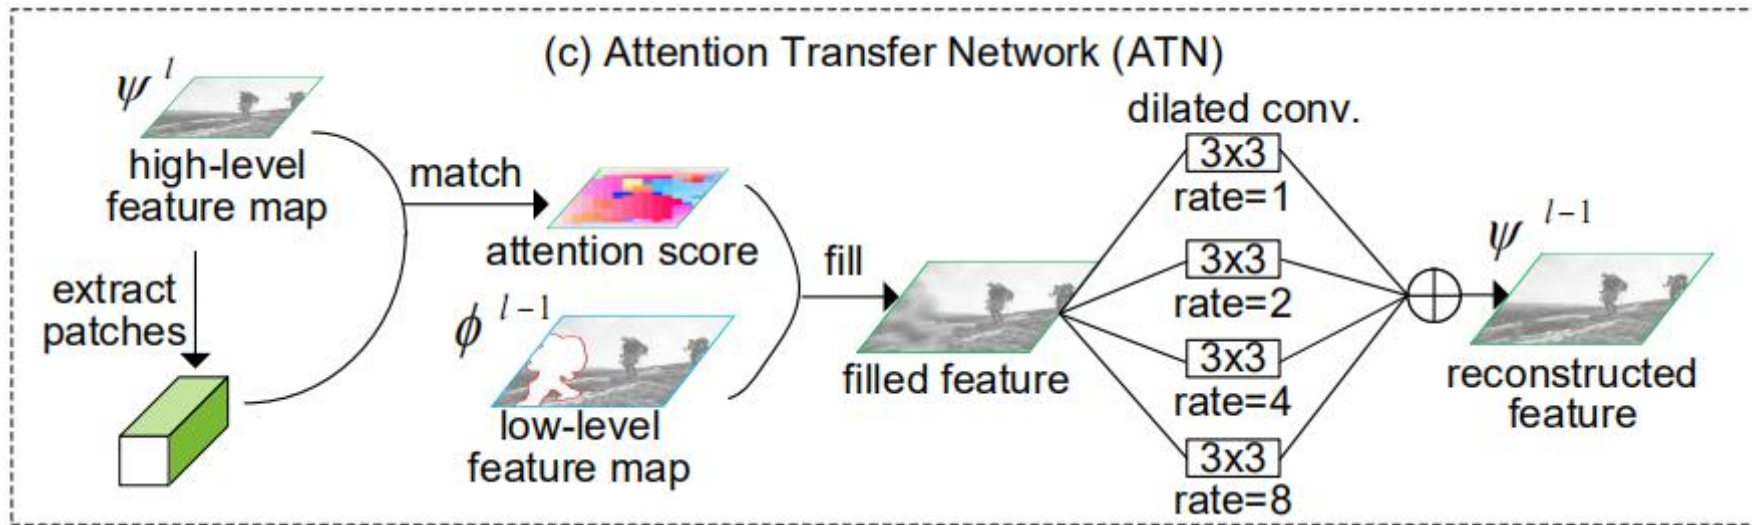 (c) Attention Transfer Network (ATN)
ψ^l
high-level
feature map
extract
patches
match
attention score
ϕ^{l-1}
low-level
feature map
fill
filled feature
dilated conv.
3x3
rate=1
3x3
rate=2
3x3
rate=4
3x3
rate=8
ψ^{l-1}
reconstructed
feature